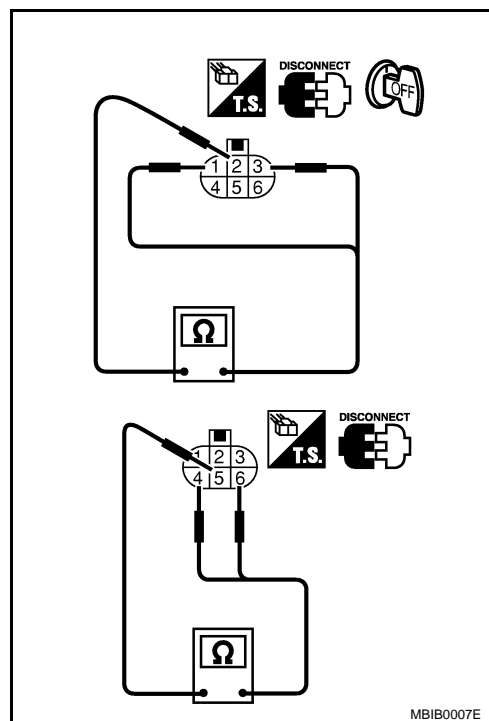 DISCONNECT
T.S.
OFF
1 2 3
4 5 6
Ω
DISCONNECT
T.S.
1 2 3
4 5 6
Ω
MBIB0007E